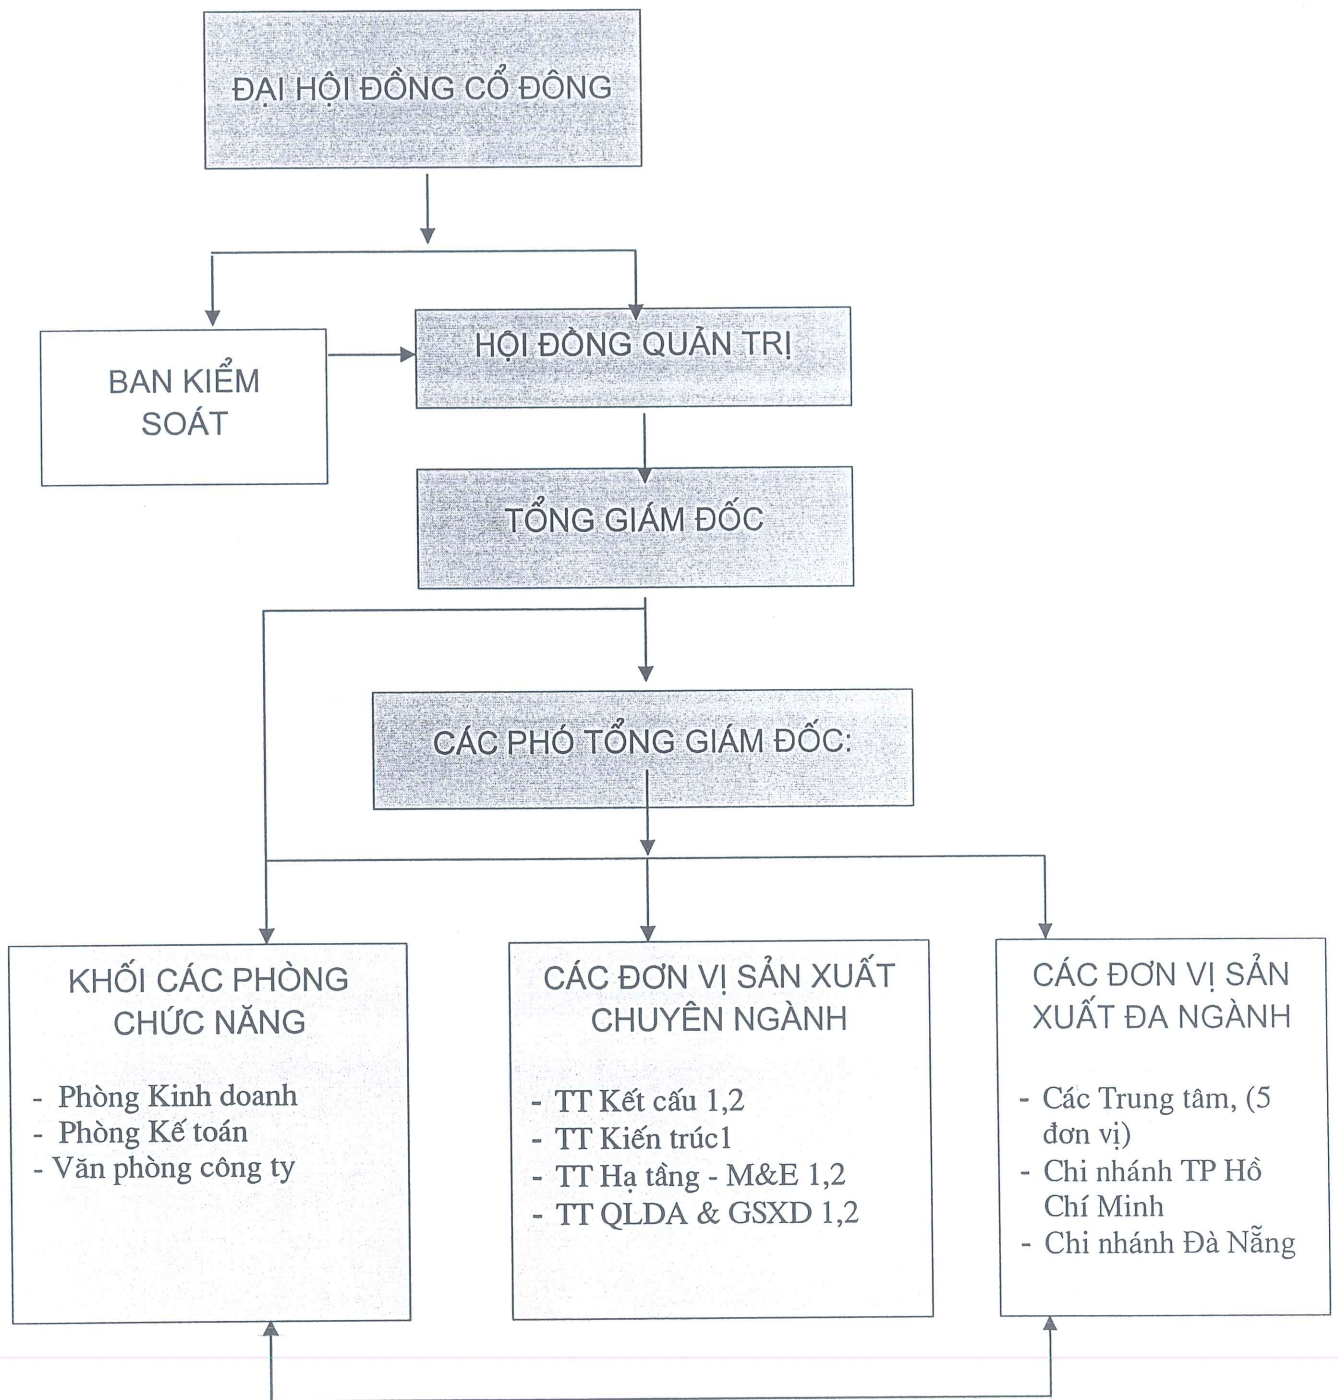 ĐẠI HỘI ĐỒNG CỔ ĐÔNG
HỘI ĐỒNG QUẢN TRỊ
BAN KIỂM
SOÁT
TỔNG GIÁM ĐỐC
CÁC PHÓ TỔNG GIÁM ĐỐC:
KHỐI CÁC PHÒNG
CHỨC NĂNG
- Phòng Kinh doanh
- Phòng Kế toán
- Văn phòng công ty
CÁC ĐƠN VỊ SẢN XUẤT
CHUYÊN NGÀNH
- TT Kết cấu 1,2
- TT Kiến trúc1
- TT Hạ tầng - M&E 1,2
- TT QLDA & GSXD 1,2
CÁC ĐƠN VỊ SẢN
XUẤT ĐA NGÀNH
- Các Trung tâm, (5
đơn vị)
- Chi nhánh TP Hồ
Chí Minh
- Chi nhánh Đà Nẵng